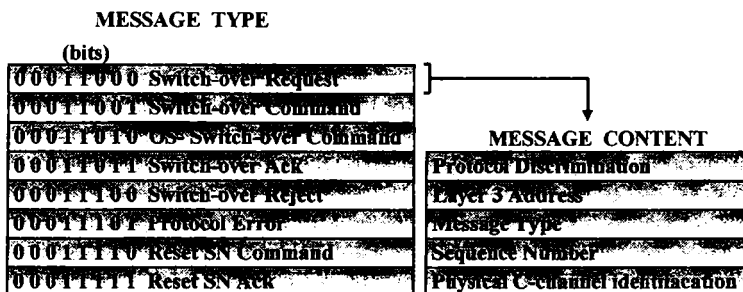 MESSAGE TYPE
(bits)
0 0 0 1 1 0 0 0 Switch-over Request
0 0 0 1 1 0 0 1 Switch-over Command
0 0 0 1 1 0 1 0 OS- Switch-over Command
0 0 0 1 1 0 1 1 Switch-over Ack
0 0 0 1 1 1 0 0 Switch-over Reject
0 0 0 1 1 1 0 1 Protocol Error
0 0 0 1 1 1 1 0 Reset SN Command
0 0 0 1 1 1 1 1 Reset SN Ack
MESSAGE CONTENT
Protocol Discrimination
Layer 3 Address
Message Type
Sequence Number
Physical C-channel identification